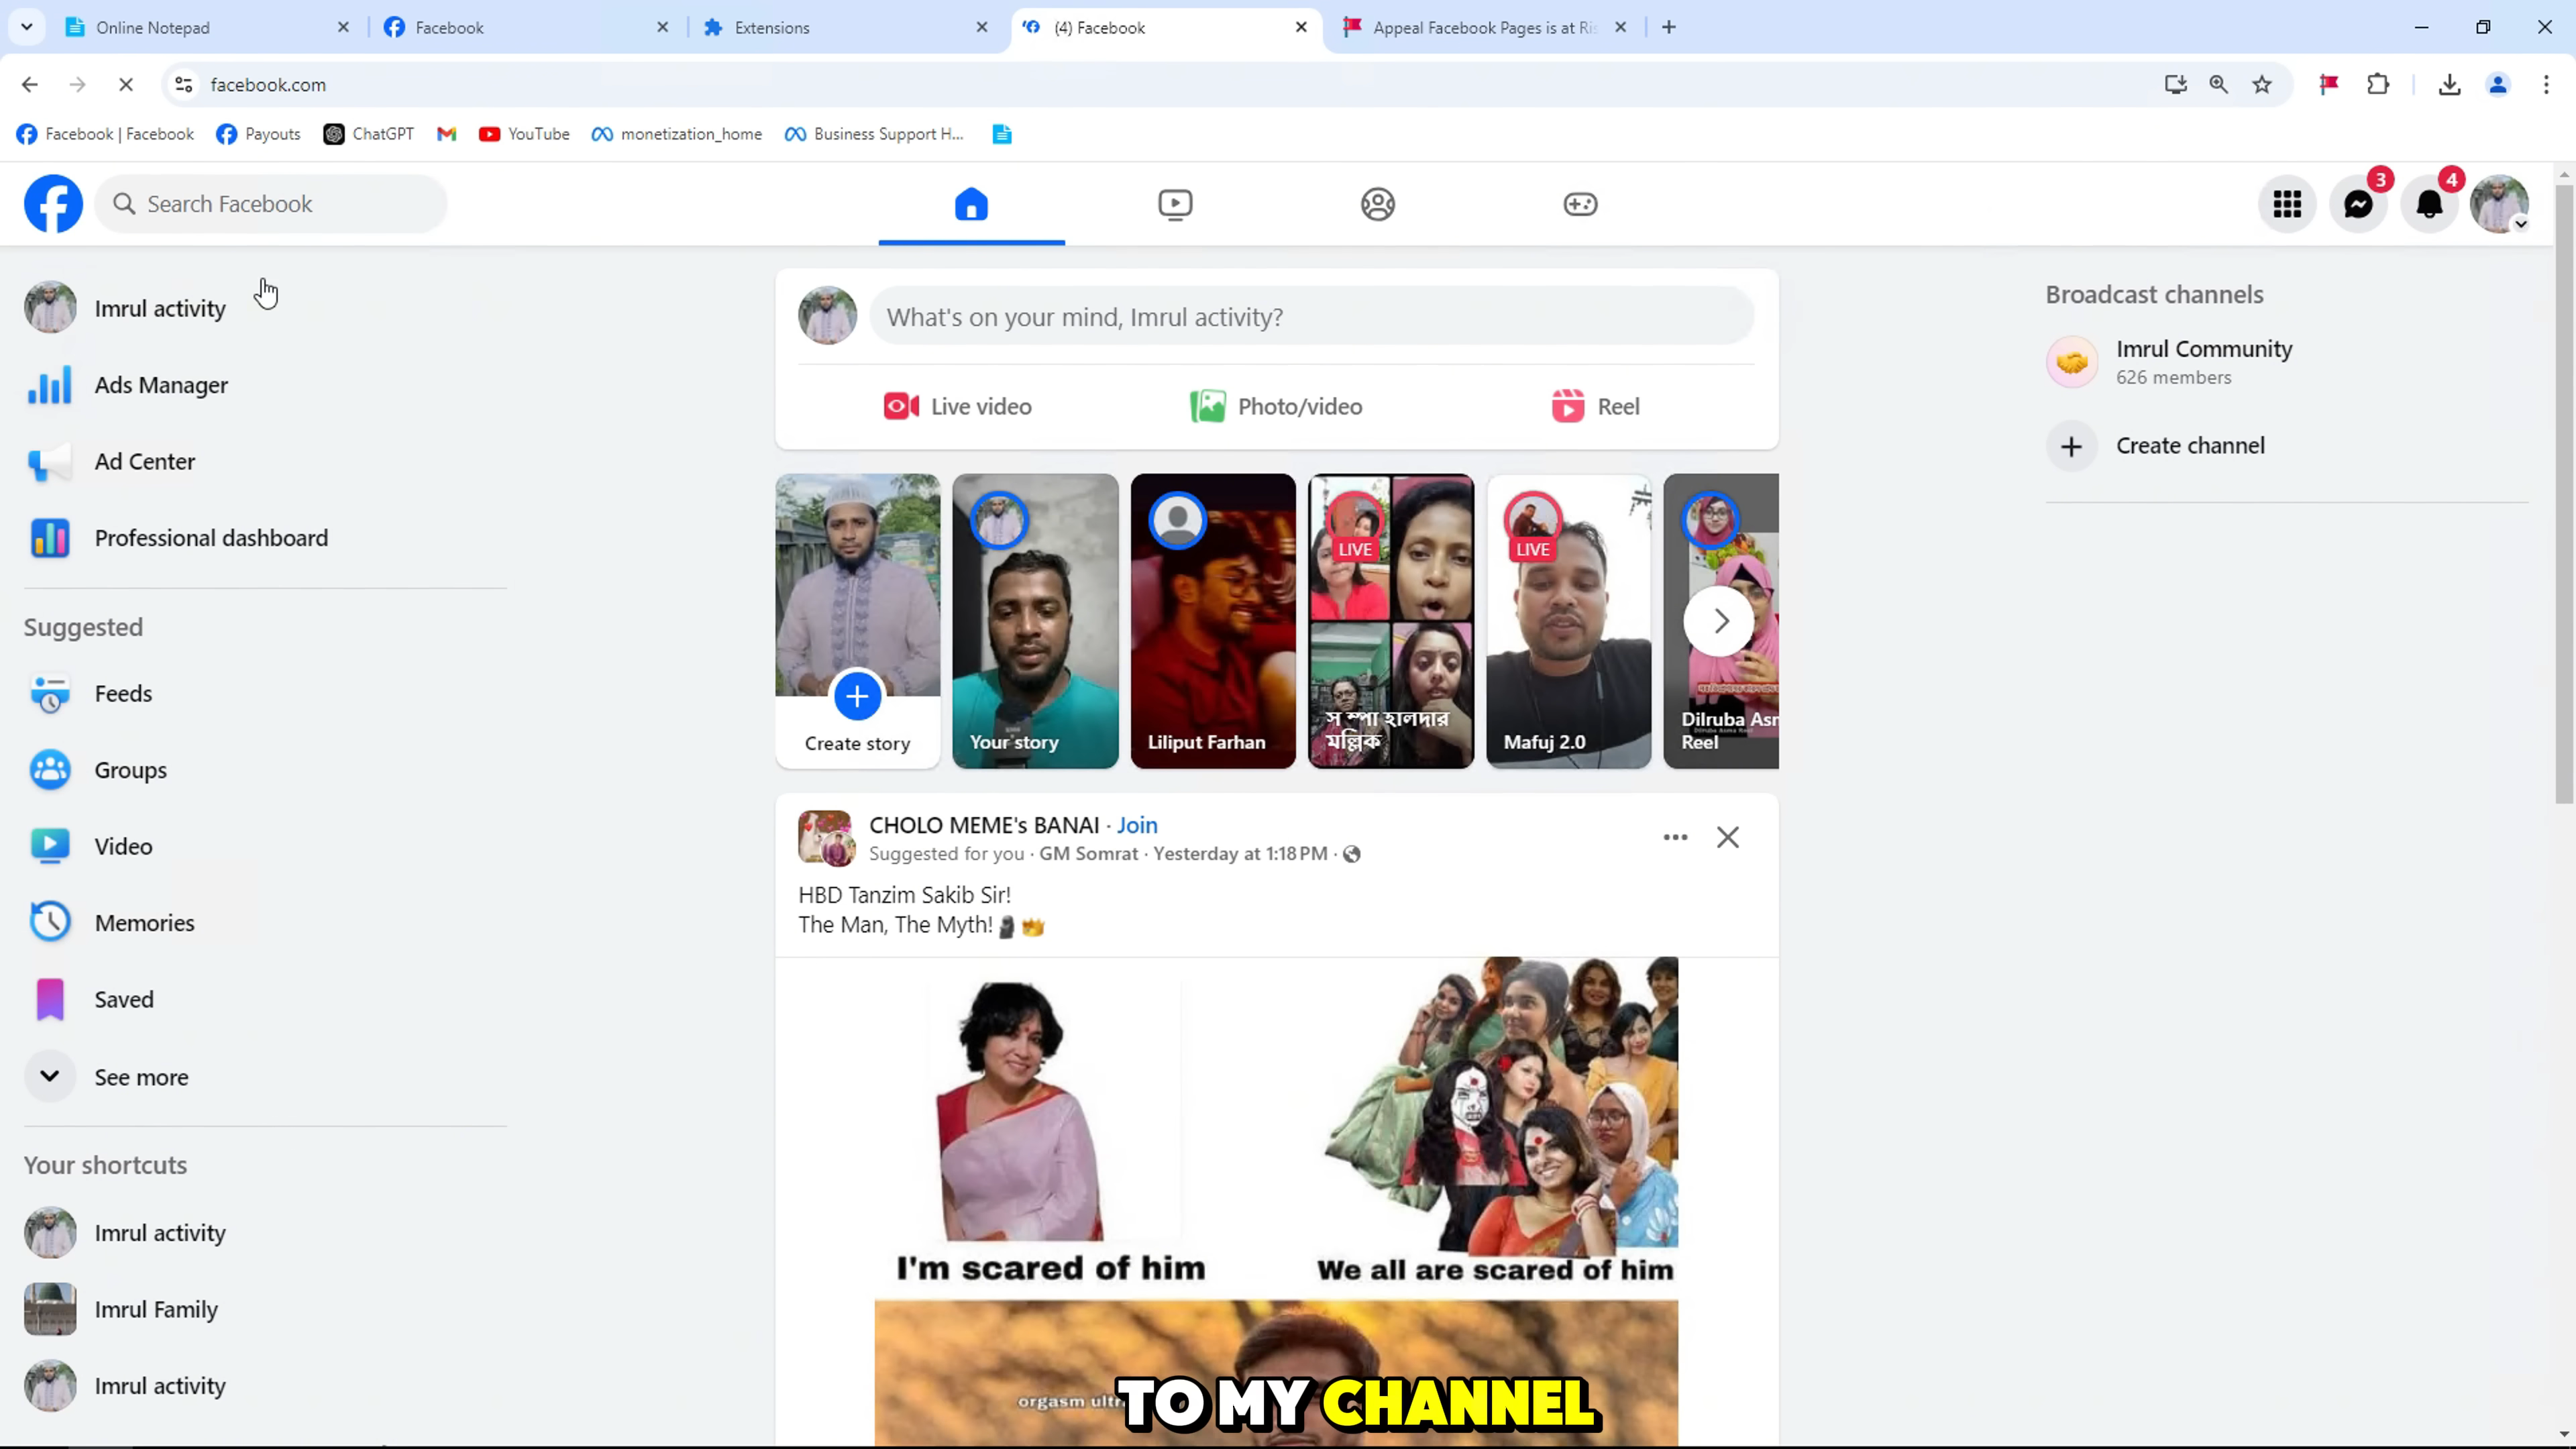 Online Notepad
Facebook
Extensions
(4) Facebook
Appeal Facebook Pages is at Ris
facebook.com
Facebook | Facebook
Payouts
ChatGPT
YouTube
monetization_home
Business Support H...
Search Facebook
3
4
Imrul activity
Ads Manager
Ad Center
Professional dashboard
Suggested
Feeds
Groups
Video
Memories
Saved
See more
Your shortcuts
Imrul activity
Imrul Family
Imrul activity
What's on your mind, Imrul activity?
Live video
Photo/video
Reel
Create story
Your story
Liliput Farhan
LIVE
স ম্পা হালদার
মল্লিক
LIVE
Mafuj 2.0
Dilruba Asm
Reel
CHOLO MEME's BANAI · Join
Suggested for you · GM Somrat · Yesterday at 1:18 PM ·
HBD Tanzim Sakib Sir!
The Man, The Myth!
I'm scared of him
We all are scared of him
orgasm ultr
TO MY CHANNEL
Broadcast channels
Imrul Community
626 members
Create channel